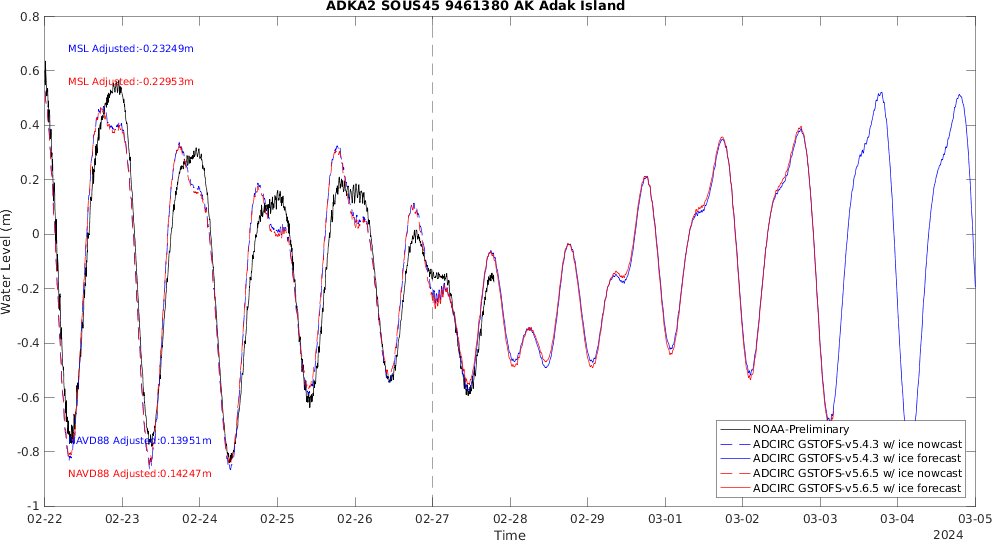 ADKA2 SOUS45 9461380 AK Adak Island
0.8
0.6
0.4
0.2
0
-0.2
-0.4
-0.6
-0.8
-1
Water Level (m)
MSL Adjusted:-0.23249m
MSL Adjusted:-0.22953m
NAVD88 Adjusted:0.13951m
NAVD88 Adjusted:0.14247m
NOAA-Preliminary
ADCIRC GSTOFS-v5.4.3 w/ ice nowcast
ADCIRC GSTOFS-v5.4.3 w/ ice forecast
ADCIRC GSTOFS-v5.6.5 w/ ice nowcast
ADCIRC GSTOFS-v5.6.5 w/ ice forecast
02-22 02-23 02-24 02-25 02-26 02-27 02-28 02-29 03-01 03-02 03-03 03-04 03-05
Time
2024